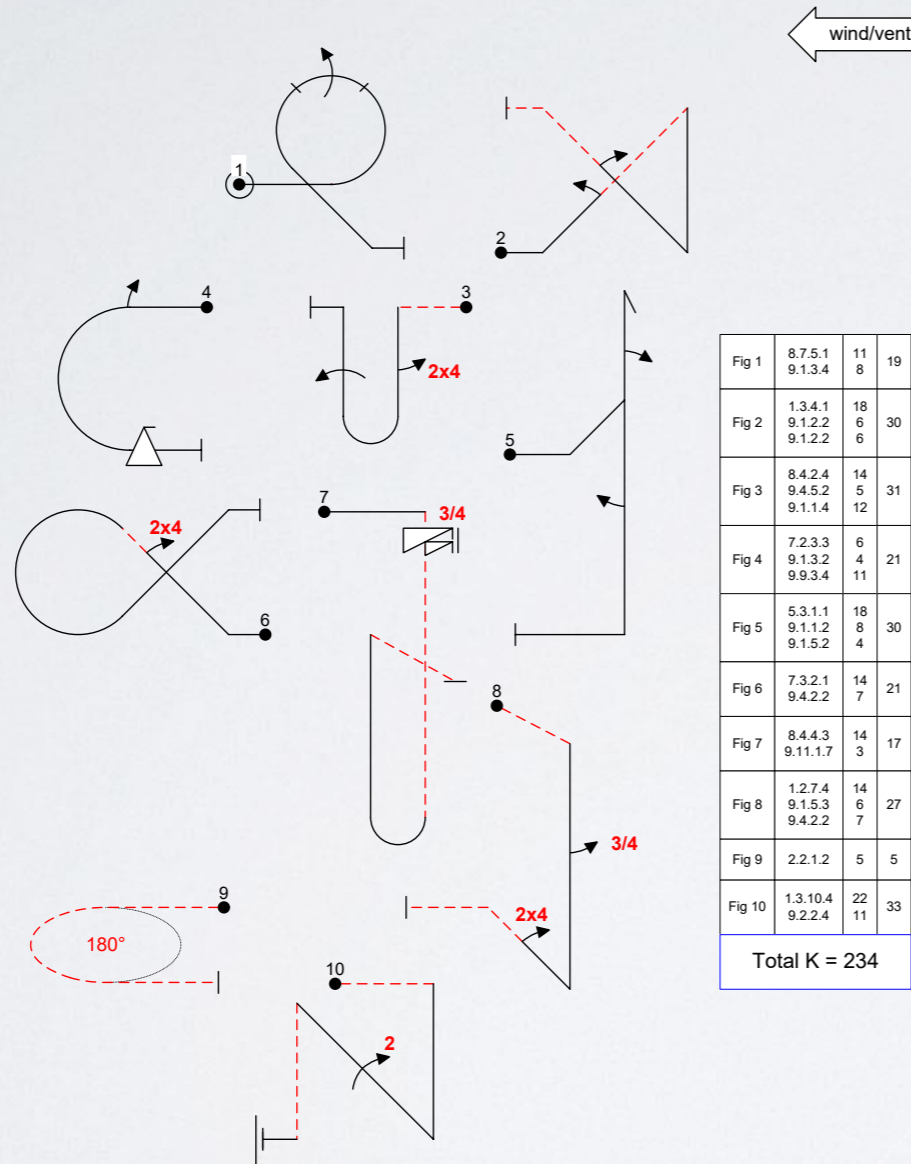 wind/vent
1
2
3
2x4
4
5
2x4
6
7
3/4
8
3/4
2x4
9
180°
10
2
Fig 1 8.7.5.1 11 19
9.1.3.4 8
Fig 2 1.3.4.1 18 30
9.1.2.2 6
9.1.2.2 6
Fig 3 8.4.2.4 14 31
9.4.5.2 5
9.1.1.4 12
Fig 4 7.2.3.3 6 21
9.1.3.2 4
9.9.3.4 11
Fig 5 5.3.1.1 18 30
9.1.1.2 8
9.1.5.2 4
Fig 6 7.3.2.1 14 21
9.4.2.2 7
Fig 7 8.4.4.3 14 17
9.11.1.7 3
Fig 8 1.2.7.4 14 27
9.1.5.3 6
9.4.2.2 7
Fig 9 2.2.1.2 5 5
Fig 10 1.3.10.4 22 33
9.2.2.4 11
Total K = 234